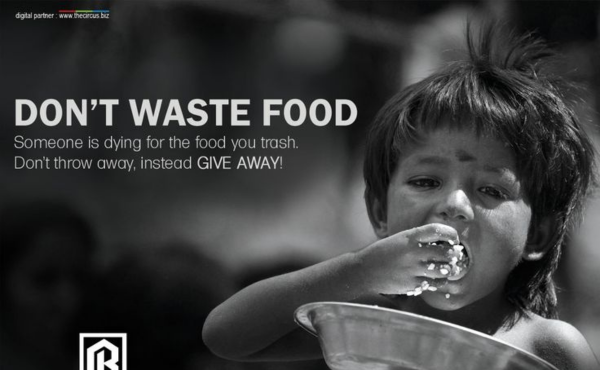 digital partner : www.thecircus.biz
DON'T WASTE FOOD
Someone is dying for the food you trash.
Don't throw away, instead GIVE AWAY!